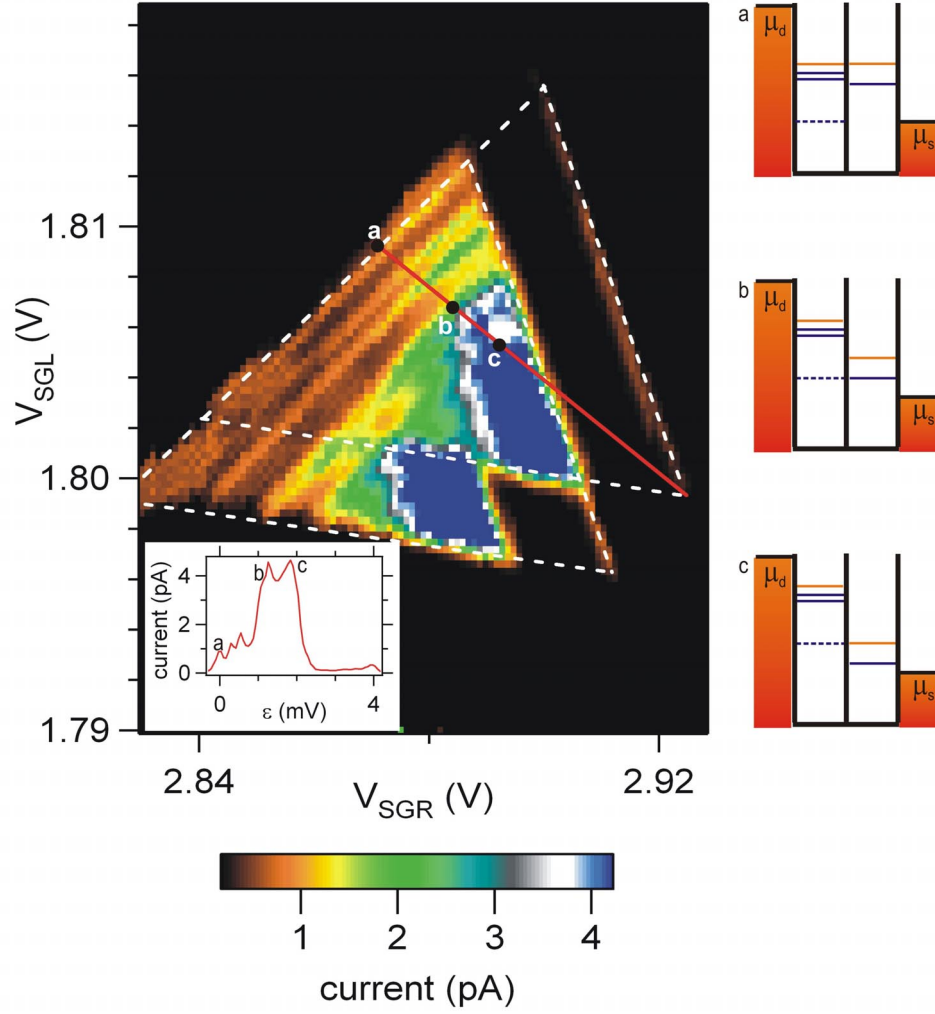 a
μd
μs
b
μd
μs
c
μd
μs
VSGL (V)
1.81
1.80
1.79
a
b
c
current (pA)
4
2
0
a
b
c
0
4
ε (mV)
2.84
2.92
VSGR (V)
1
2
3
4
current (pA)